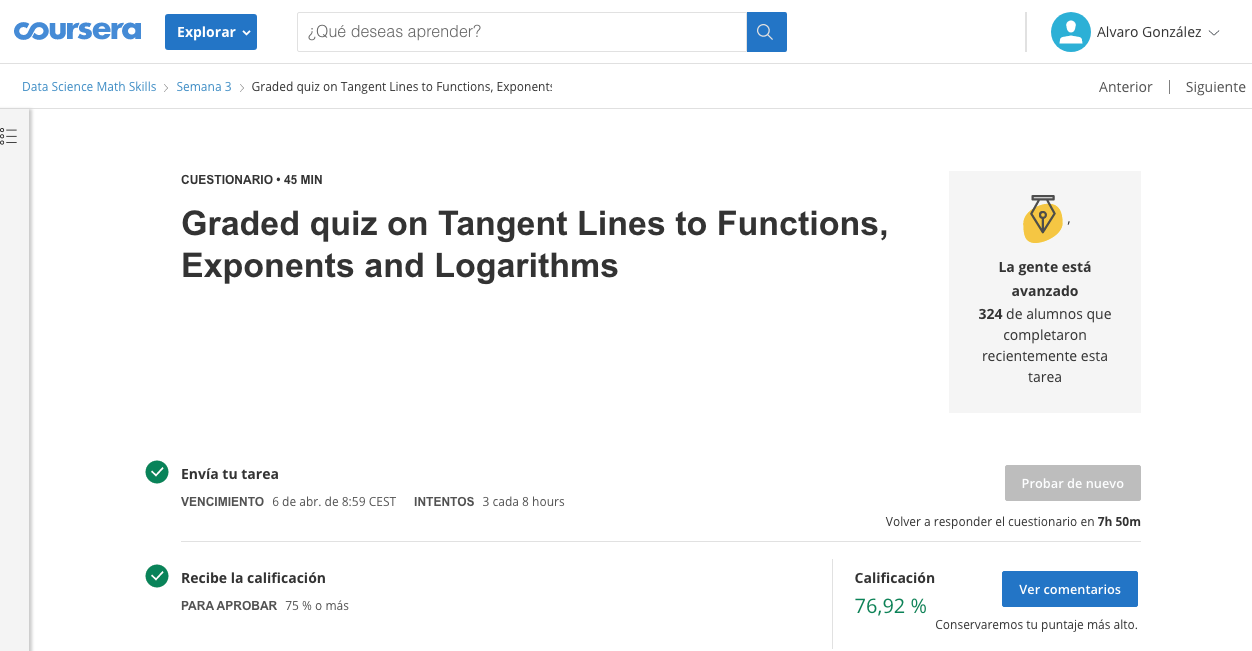 coursera
Explorar
¿Qué deseas aprender?
Alvaro González
Data Science Math Skills > Semana 3 > Graded quiz on Tangent Lines to Functions, Exponents
Anterior | Siguiente
CUESTIONARIO • 45 MIN
Graded quiz on Tangent Lines to Functions,
Exponents and Logarithms
,
La gente está
avanzado
324 de alumnos que
completaron
recientemente esta
tarea
Envía tu tarea
VENCIMIENTO 6 de abr. de 8:59 CEST INTENTOS 3 cada 8 hours
Probar de nuevo
Volver a responder el cuestionario en 7h 50m
Recibe la calificación
PARA APROBAR 75 % o más
Calificación
76,92 %
Ver comentarios
Conservaremos tu puntaje más alto.